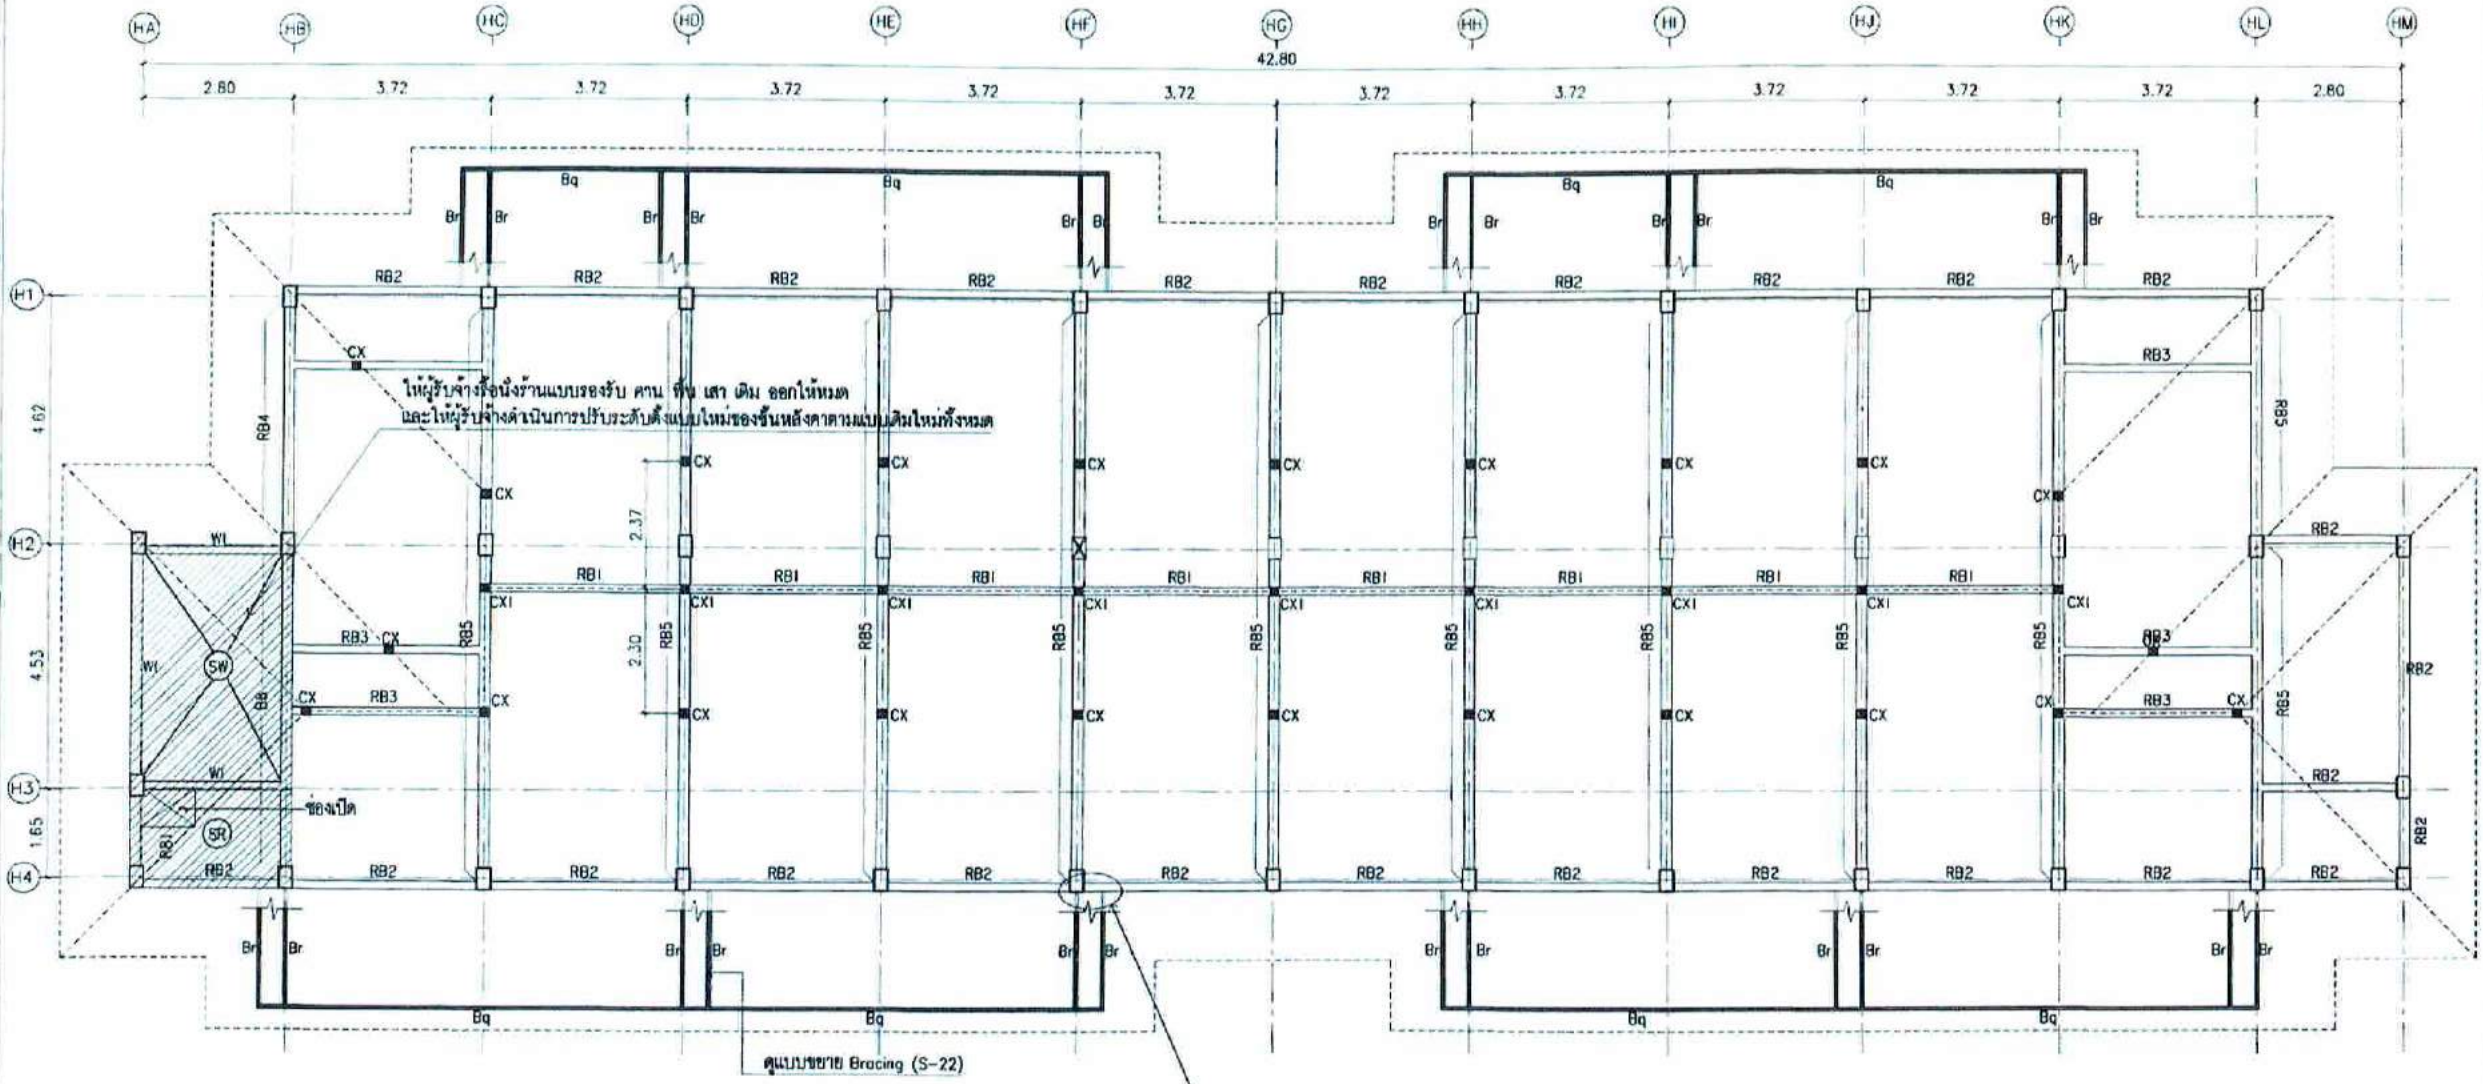 HA HB HC HD HE HF HG HH HI HJ HK HL HM
42.80
2.80 3.72 3.72 3.72 3.72 3.72 3.72 3.72 3.72 3.72 3.72 2.80
Bq Bq Bq Bq
Br Br Br Br Br Br Br Br Br Br Br Br
RB2 RB2 RB2 RB2 RB2 RB2 RB2 RB2 RB2 RB2
H1
CX RB3
ให้ผู้รับจ้างรื้อนั่งร้านแบบรองรับ คาน พื้น เสา เดิม ออกให้หมด
และให้ผู้รับจ้างดำเนินการปรับระดับตั้งแบบใหม่ของชั้นหลังคาตามแบบเดิมใหม่ทั้งหมด
4.62 RB4 RB5
CX CX CX CX CX CX CX
CX CX
2.37
H2 W1 RB2
RB1 RB1 RB1 RB1 RB1 RB1 RB1 RB1
CX1 CX1 CX1 CX1 CX1 CX1 CX1 CX1 CX1
RB3 CX RB5 RB5 RB5 RB5 RB5 RB5 RB5 RB5 RB5 RB3
4.53 W1 SW 2.30 RB2
CX RB3 CX CX CX CX CX CX CX CX CX RB3 CX
B8 RB5
H3 W1 RB2
ช่องเปิด
1.65 RB1 SR RB2
H4 RB2 RB2 RB2 RB2 RB2 RB2 RB2 RB2 RB2 RB2 RB2 RB2
Br Br Br Br Br Br Br Br Br Br Br Br
Bq Bq Bq Bq
ดูแบบขยาย Bracing (S-22)